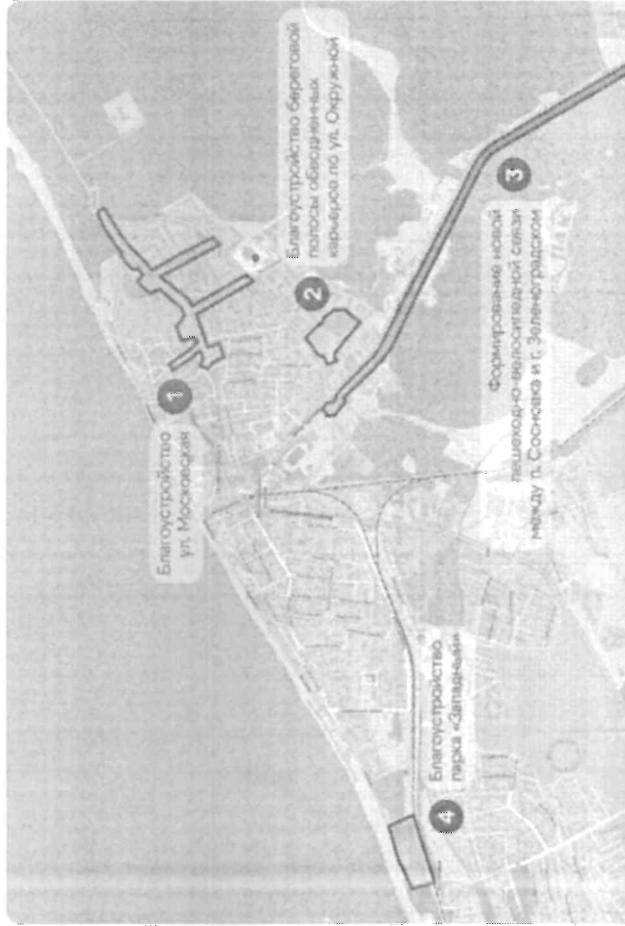 1
Благоустройство
ул. Московская
2
Благоустройство береговой
полосы обводненных
карьеров по ул. Окружной
3
Формирование новой
пешеходно-велосипедной связи
между п. Сосновка и г. Зеленоградском
4
Благоустройство
парка «Западный»